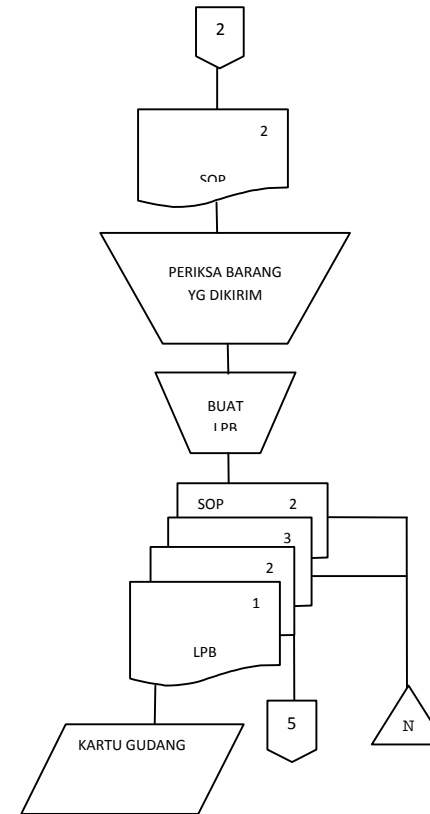 2
2
SOP
PERIKSA BARANG
YG DIKIRIM
BUAT
LPB
SOP 2
3
2
1
LPB
KARTU GUDANG
5
N